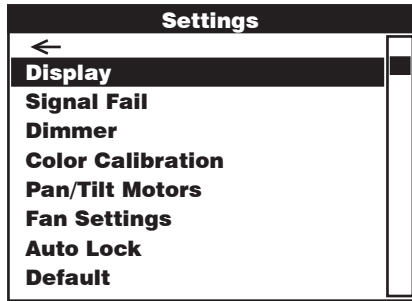 Settings
←
Display
Signal Fail
Dimmer
Color Calibration
Pan/Tilt Motors
Fan Settings
Auto Lock
Default